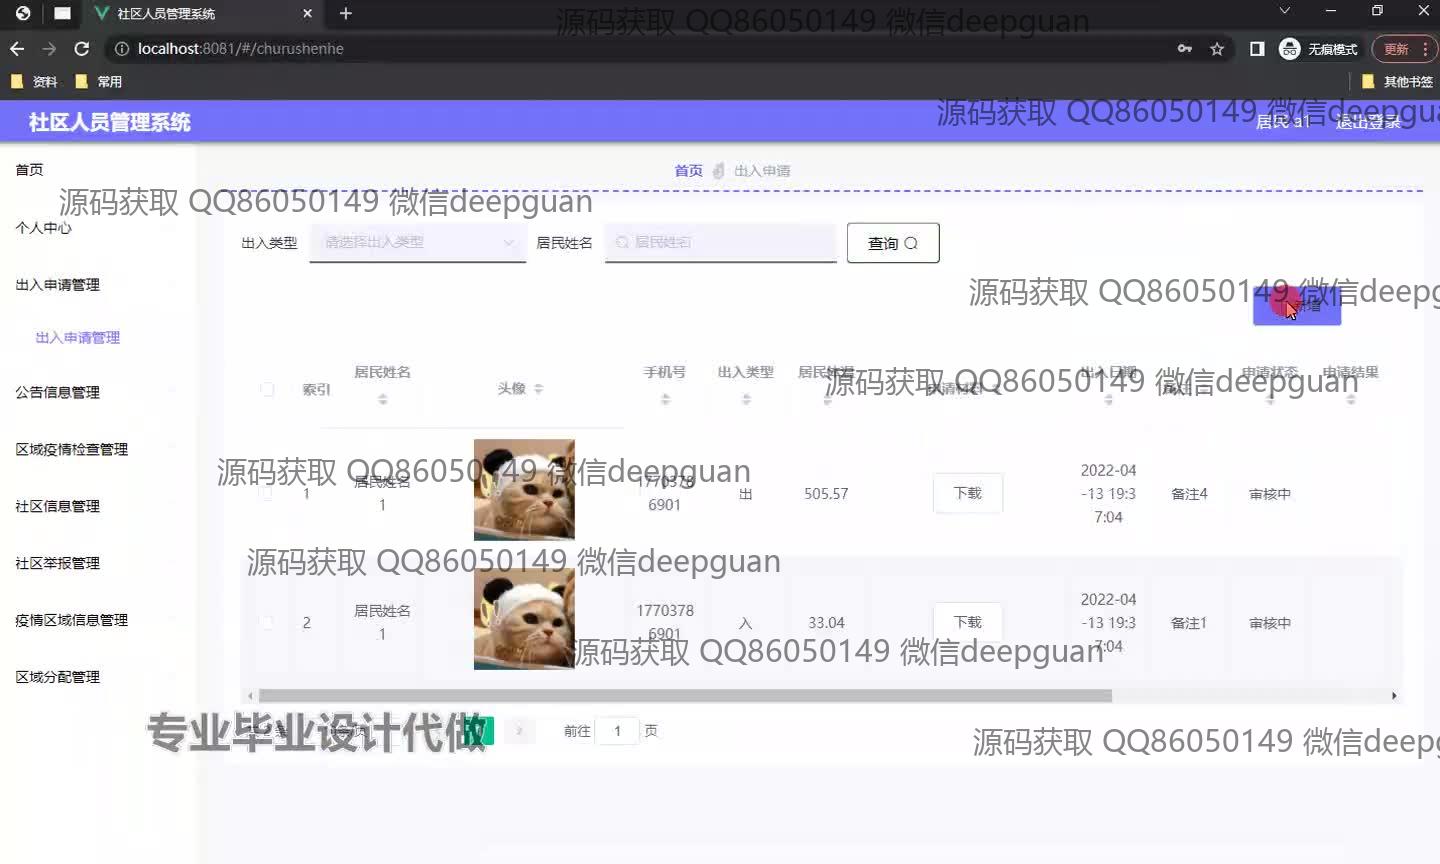 社区人员管理系统
源码获取 QQ86050149 微信deepguan
localhost:8081/#/churushenhe
无痕模式
更新
资料
常用
其他书签
社区人员管理系统
源码获取 QQ86050149 微信deepgua
居民 a1
退出登录
首页
首页
出入申请
源码获取 QQ86050149 微信deepguan
个人中心
出入类型
请选择出入类型
居民姓名
居民姓名
查询
出入申请管理
源码获取 QQ86050149 微信deepg
新增
出入申请管理
公告信息管理
索引
居民姓名
头像
手机号
出入类型
居民体温
申请材料
出入日期
备注
申请状态
申请结果
源码获取 QQ86050149 微信deepguan
区域疫情检查管理
源码获取 QQ86050149 微信deepguan
1
居民姓名
1
1770378
6901
出
505.57
下载
2022-04
-13 19:3
7:04
备注4
审核中
社区信息管理
社区举报管理
源码获取 QQ86050149 微信deepguan
疫情区域信息管理
2
居民姓名
1
1770378
6901
入
33.04
下载
2022-04
-13 19:3
7:04
备注1
审核中
源码获取 QQ86050149 微信deepguan
区域分配管理
专业毕业设计代做
前往
1
页
源码获取 QQ86050149 微信deepg